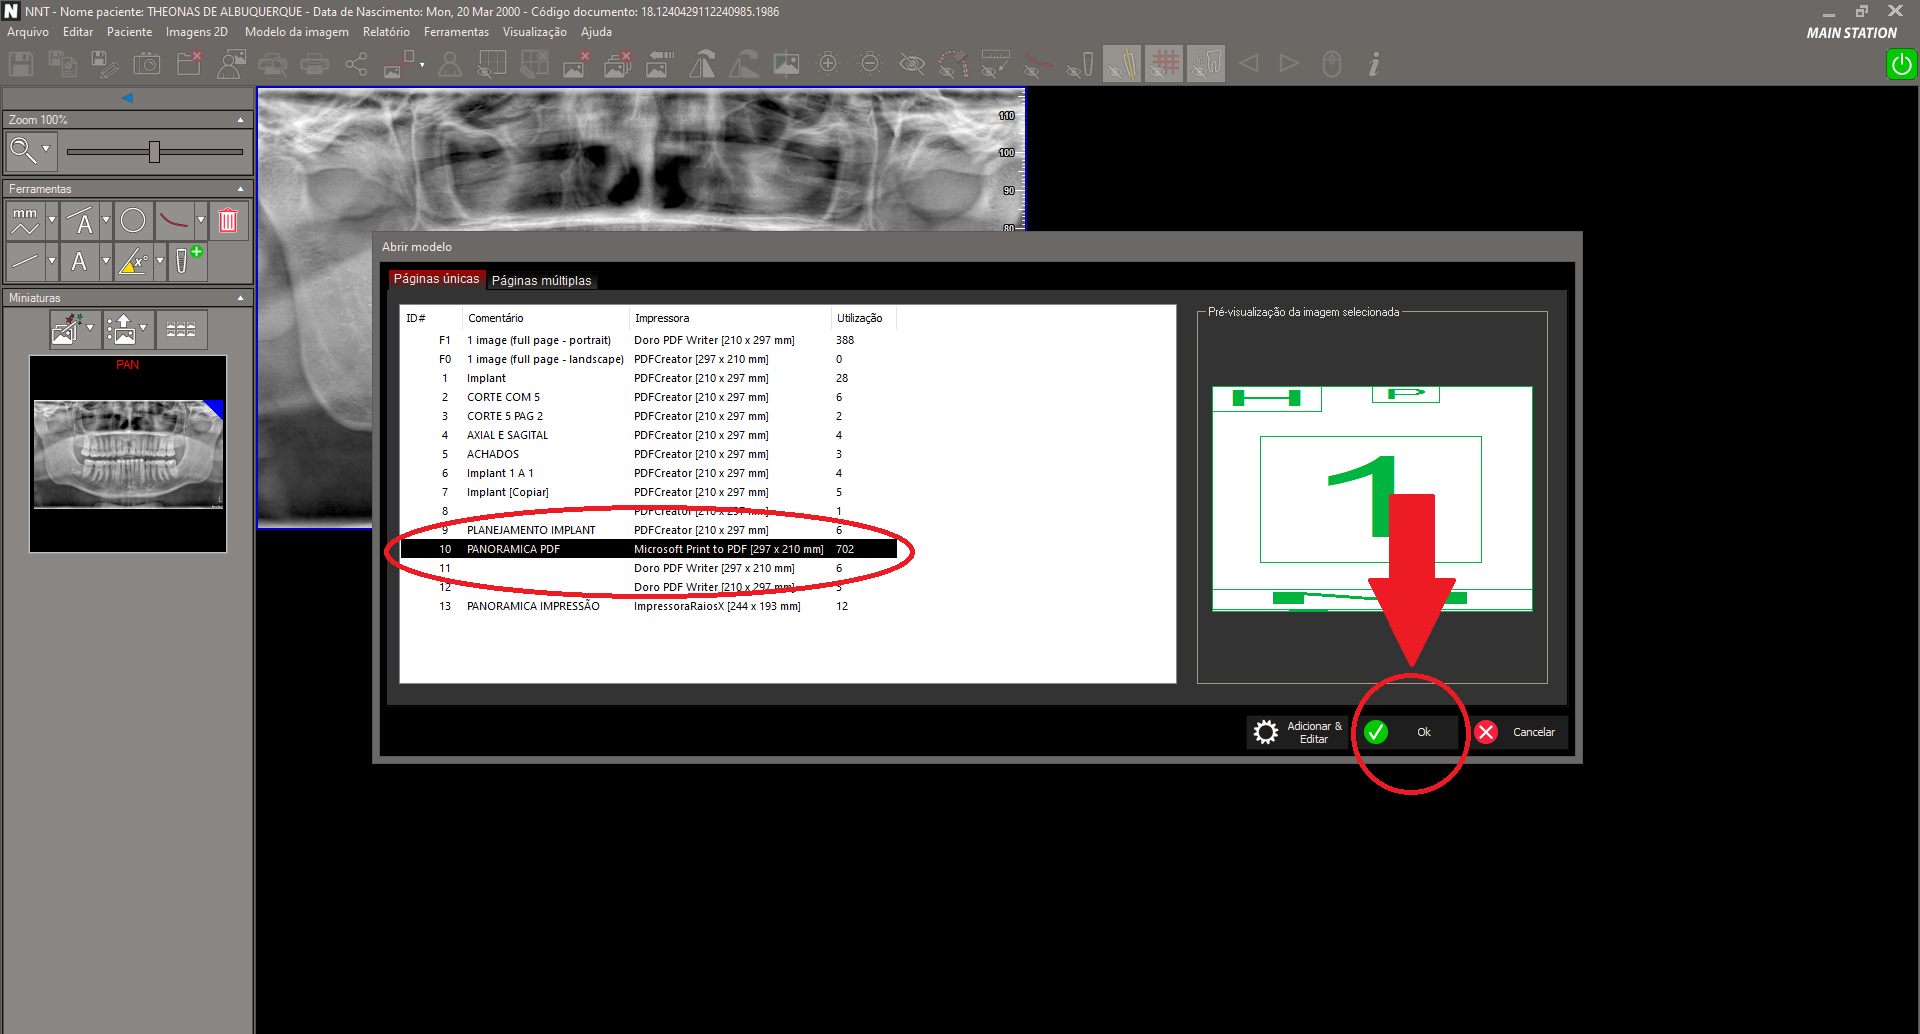 NNT - Nome paciente: THEONAS DE ALBUQUERQUE - Data de Nascimento: Mon, 20 Mar 2000 - Código documento: 18.1240429112240985.1986
Arquivo Editar Paciente Imagens 2D Modelo da imagem Relatório Ferramentas Visualização Ajuda
MAIN STATION
Zoom 100%
Ferramentas
mm
A
A
x°
Miniaturas
PAN
L
110
100
90
80
Abrir modelo
Páginas únicas Páginas múltiplas
ID# Comentário Impressora Utilização
F1 1 image (full page - portrait) Doro PDF Writer [210 x 297 mm] 388
F0 1 image (full page - landscape) PDFCreator [297 x 210 mm] 0
1 Implant PDFCreator [210 x 297 mm] 28
2 CORTE COM 5 PDFCreator [210 x 297 mm] 6
3 CORTE 5 PAG 2 PDFCreator [210 x 297 mm] 2
4 AXIAL E SAGITAL PDFCreator [210 x 297 mm] 4
5 ACHADOS PDFCreator [210 x 297 mm] 3
6 Implant 1 A 1 PDFCreator [210 x 297 mm] 4
7 Implant [Copiar] PDFCreator [210 x 297 mm] 5
8 PDFCreator [210 x 297 mm] 1
9 PLANEJAMENTO IMPLANT PDFCreator [210 x 297 mm] 6
10 PANORAMICA PDF Microsoft Print to PDF [297 x 210 mm] 702
11 Doro PDF Writer [297 x 210 mm] 6
12 Doro PDF Writer [210 x 297 mm] 5
13 PANORAMICA IMPRESSÃO ImpressoraRaiosX [244 x 193 mm] 12
Pré-visualização da imagem selecionada
H P
1
Adicionar & Editar
Ok
Cancelar